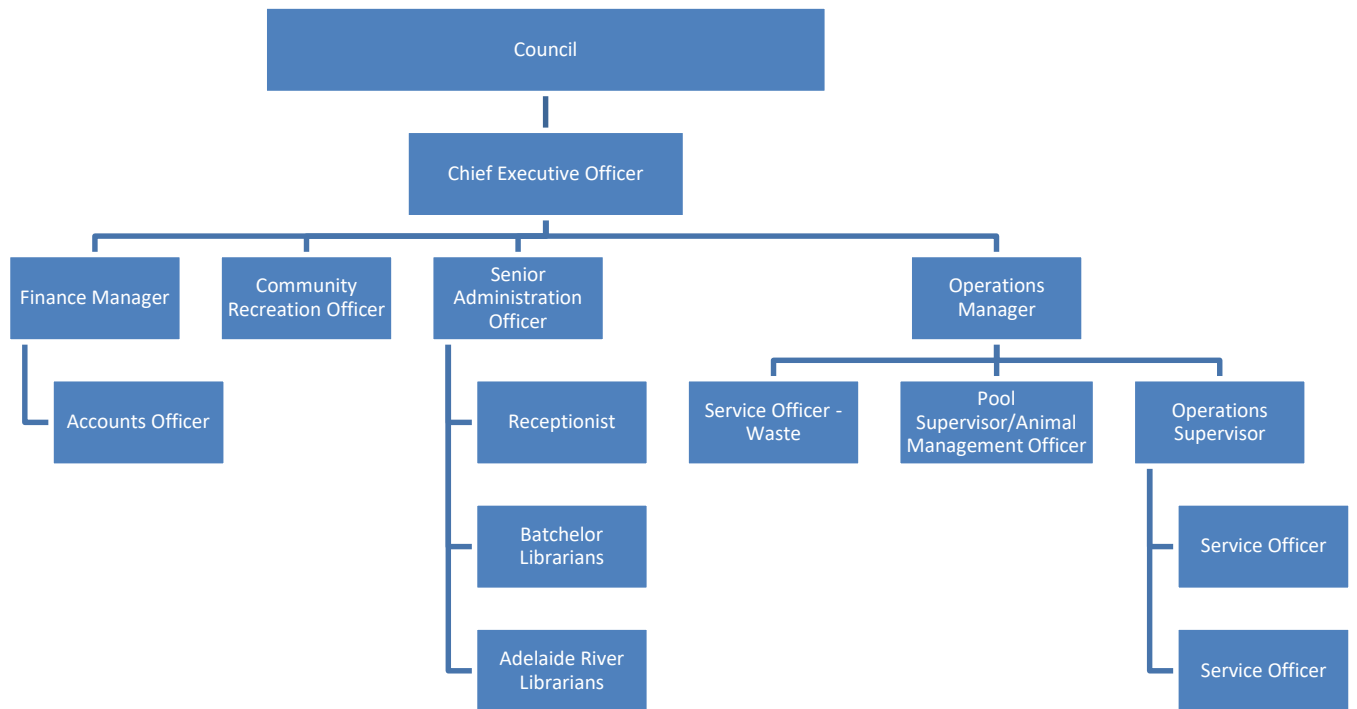 Council
Chief Executive Officer
Finance Manager
Community
Recreation Officer
Senior
Administration
Officer
Operations
Manager
Accounts Officer
Receptionist
Service Officer -
Waste
Pool
Supervisor/Animal
Management Officer
Operations
Supervisor
Batchelor
Librarians
Service Officer
Adelaide River
Librarians
Service Officer